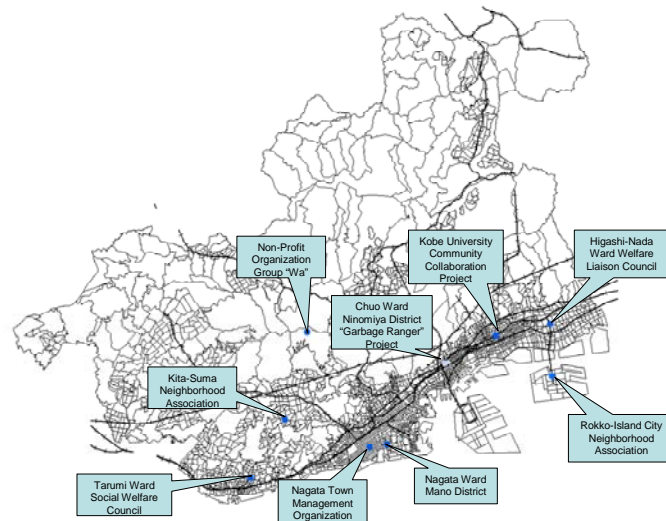 Non-Profit
Organization
Group "Wa"
Kobe University
Community
Collaboration
Project
Higashi-Nada
Ward Welfare
Liaison Council
Chuo Ward
Ninomiya District
"Garbage Ranger"
Project
Kita-Suma
Neighborhood
Association
Rokko-Island City
Neighborhood
Association
Tarumi Ward
Social Welfare
Council
Nagata Town
Management
Organization
Nagata Ward
Mano District